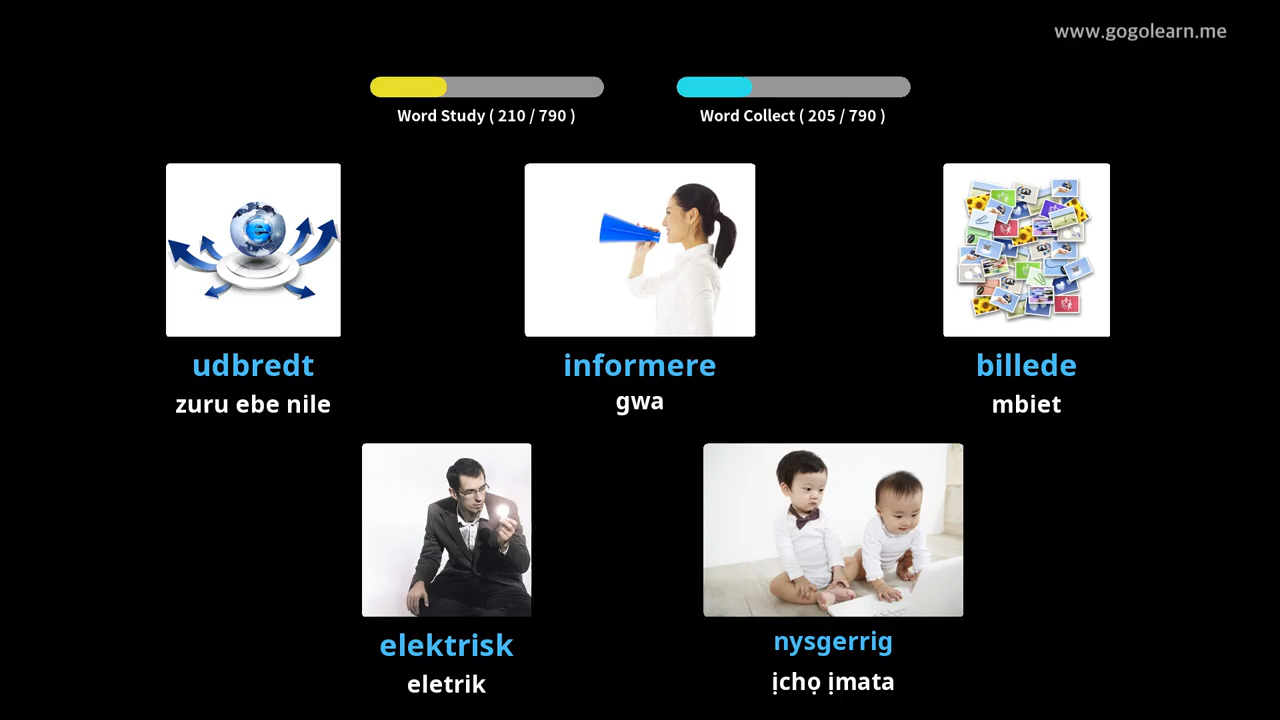 www.gogolearn.me
Word Study ( 210 / 790 )
Word Collect ( 205 / 790 )
udbredt
zuru ebe nile
informere
gwa
billede
mbiet
elektrisk
eletrik
nysgerrig
ịchọ ịmata